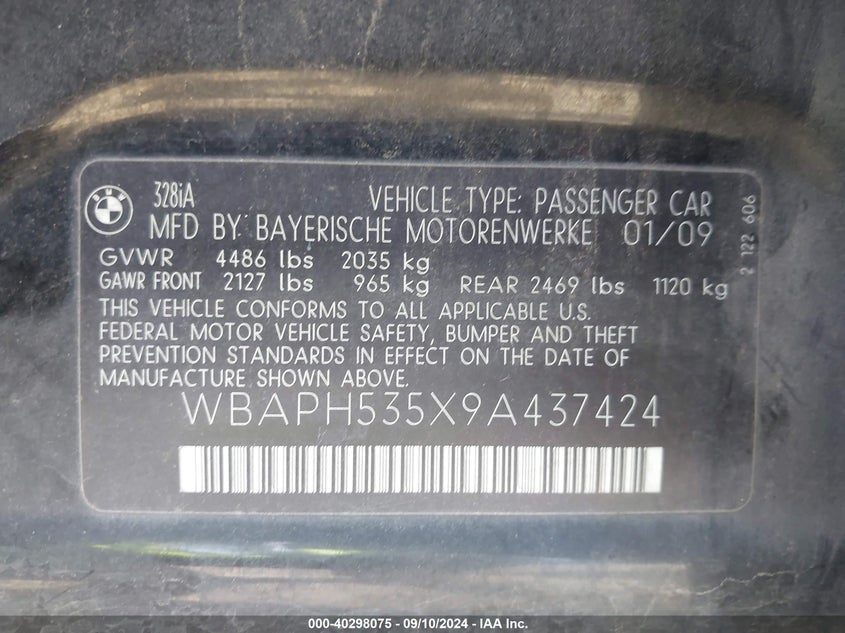 BMW
328iA
VEHICLE TYPE: PASSENGER CAR
MFD BY: BAYERISCHE MOTORENWERKE 01/09
GVWR 4486 lbs 2035 kg
GAWR FRONT 2127 lbs 965 kg REAR 2469 lbs 1120 kg
THIS VEHICLE CONFORMS TO ALL APPLICABLE U.S.
FEDERAL MOTOR VEHICLE SAFETY, BUMPER AND THEFT
PREVENTION STANDARDS IN EFFECT ON THE DATE OF
MANUFACTURE SHOWN ABOVE.
WBAPH535X9A437424
2 122 606
000-40298075 - 09/10/2024 - IAA Inc.